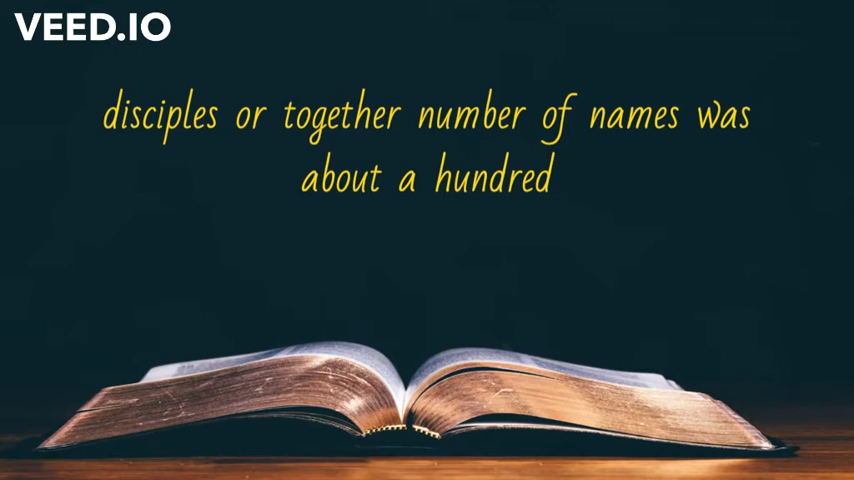 VEED.IO
disciples or together number of names was
about a hundred